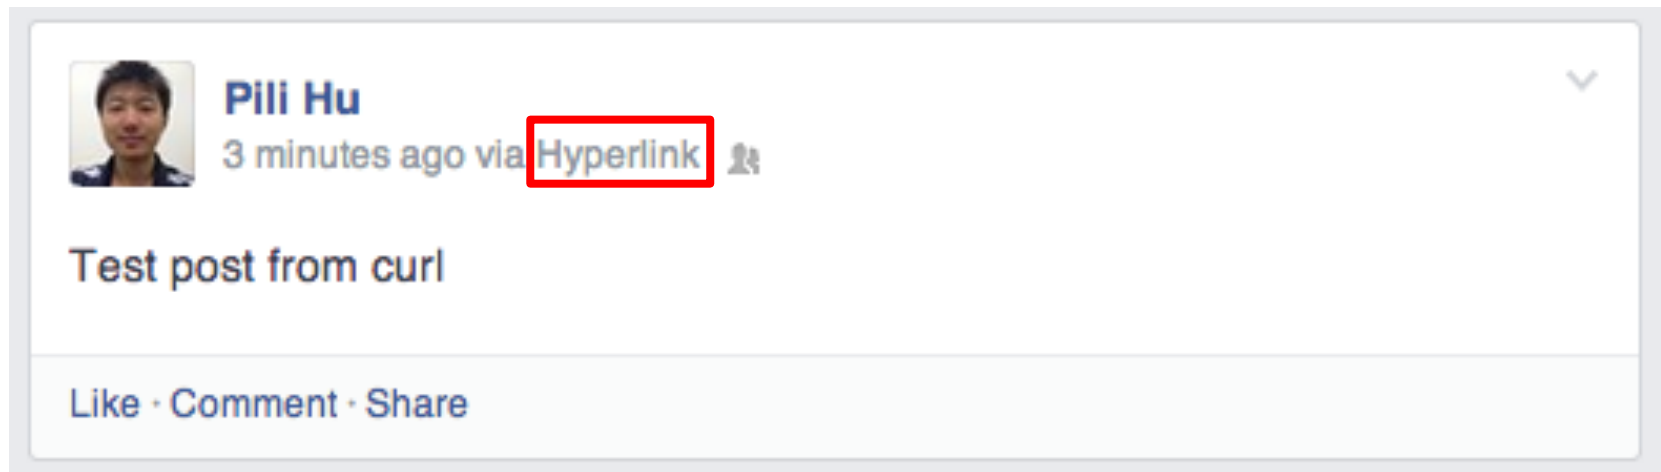 Pili Hu
3 minutes ago via Hyperlink
Test post from curl
Like · Comment · Share